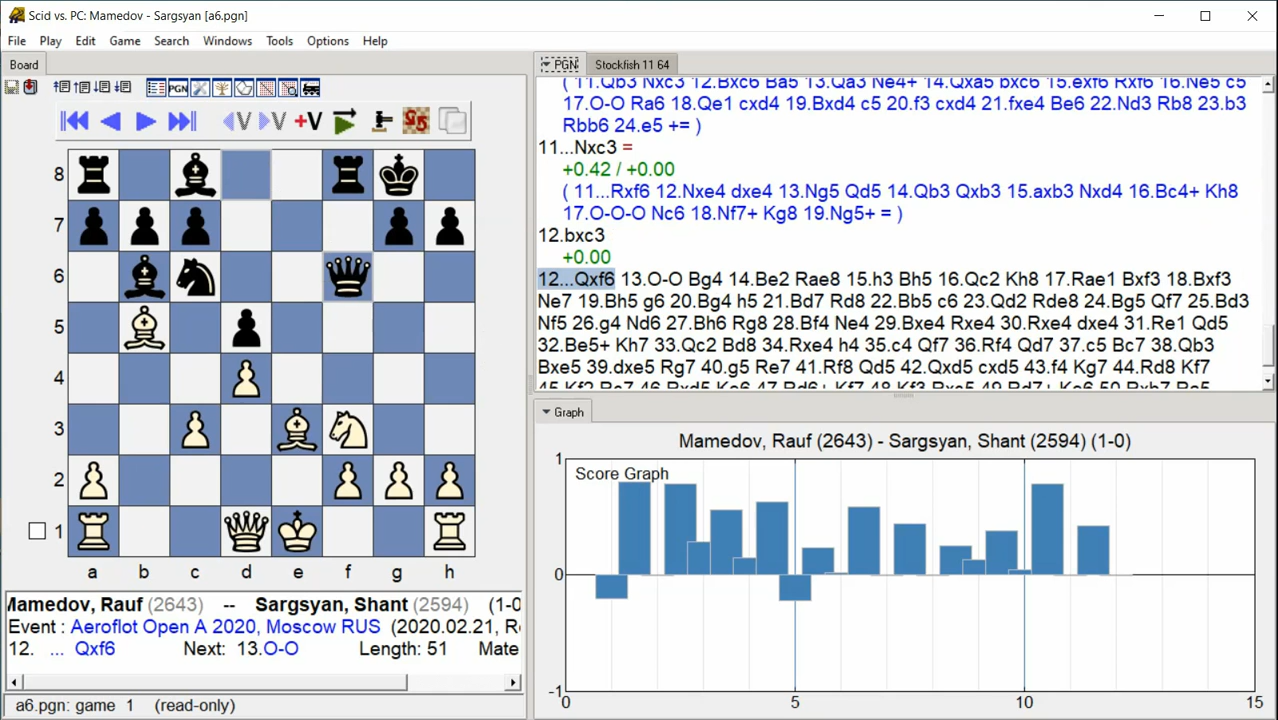 Scid vs. PC: Mamedov - Sargsyan [a6.pgn]
File Play Edit Game Search Windows Tools Options Help
Board
PGN
V V +V
8
7
6
5
4
3
2
1
a b c d e f g h
Mamedov, Rauf (2643) -- Sargsyan, Shant (2594) (1-0
Event : Aeroflot Open A 2020, Moscow RUS (2020.02.21, Ro
12. ... Qxf6 Next: 13.O-O Length: 51 Mate
a6.pgn: game 1 (read-only)
PGN Stockfish 11 64
( 11.Qb3 Nxc3 12.Bxc6 Ba5 13.Qa3 Ne4+ 14.Qxa5 bxc6 15.exf6 Rxf6 16.Ne5 c5
17.O-O Ra6 18.Qe1 cxd4 19.Bxd4 c5 20.f3 cxd4 21.fxe4 Be6 22.Nd3 Rb8 23.b3
Rbb6 24.e5 += )
11...Nxc3 =
+0.42 / +0.00
( 11...Rxf6 12.Nxe4 dxe4 13.Ng5 Qd5 14.Qb3 Qxb3 15.axb3 Nxd4 16.Bc4+ Kh8
17.O-O-O Nc6 18.Nf7+ Kg8 19.Ng5+ = )
12.bxc3
+0.00
12...Qxf6 13.O-O Bg4 14.Be2 Rae8 15.h3 Bh5 16.Qc2 Kh8 17.Rae1 Bxf3 18.Bxf3
Ne7 19.Bh5 g6 20.Bg4 h5 21.Bd7 Rd8 22.Bb5 c6 23.Qd2 Rde8 24.Bg5 Qf7 25.Bd3
Nf5 26.g4 Nd6 27.Bh6 Rg8 28.Bf4 Ne4 29.Bxe4 Rxe4 30.Rxe4 dxe4 31.Re1 Qd5
32.Be5+ Kh7 33.Qc2 Bd8 34.Rxe4 h4 35.c4 Qf7 36.Rf4 Qd7 37.c5 Bc7 38.Qb3
Bxe5 39.dxe5 Rg7 40.g5 Re7 41.Rf8 Qd5 42.Qxd5 cxd5 43.f4 Kg7 44.Rd8 Kf7
Graph
Mamedov, Rauf (2643) - Sargsyan, Shant (2594) (1-0)
Score Graph
1
0
-1
0 5 10 15